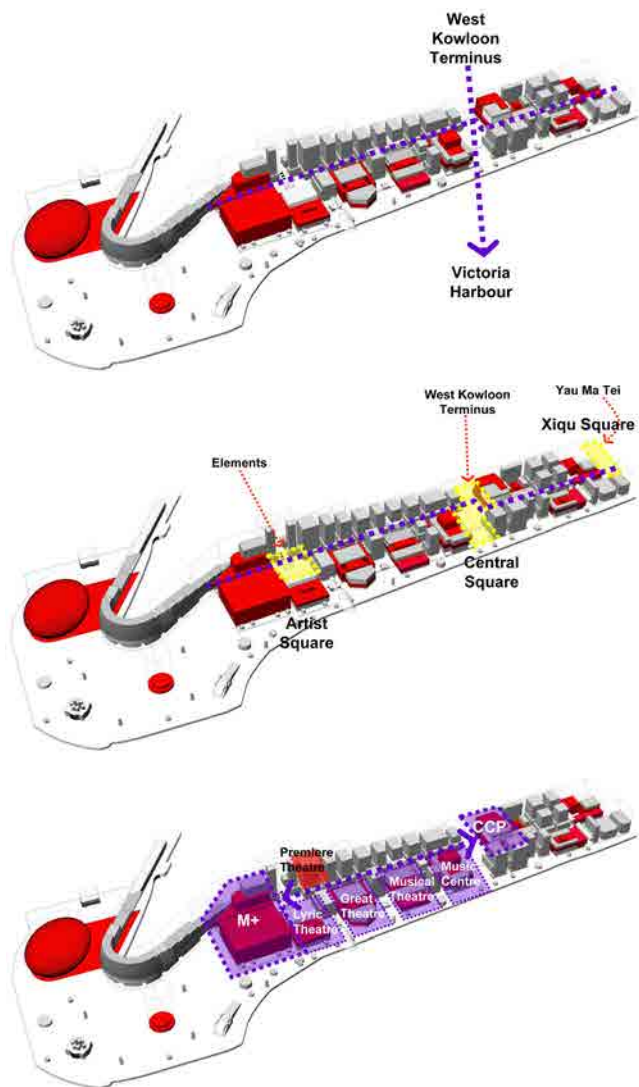 West
Kowloon
Terminus
Victoria
Harbour
Yau Ma Tei
West Kowloon
Terminus
Xiqu Square
Elements
Central
Square
Artist
Square
CCP
Premiere
Theatre
Music
Centre
Musical
Theatre
Great
Theatre
M+
Lyric
Theatre